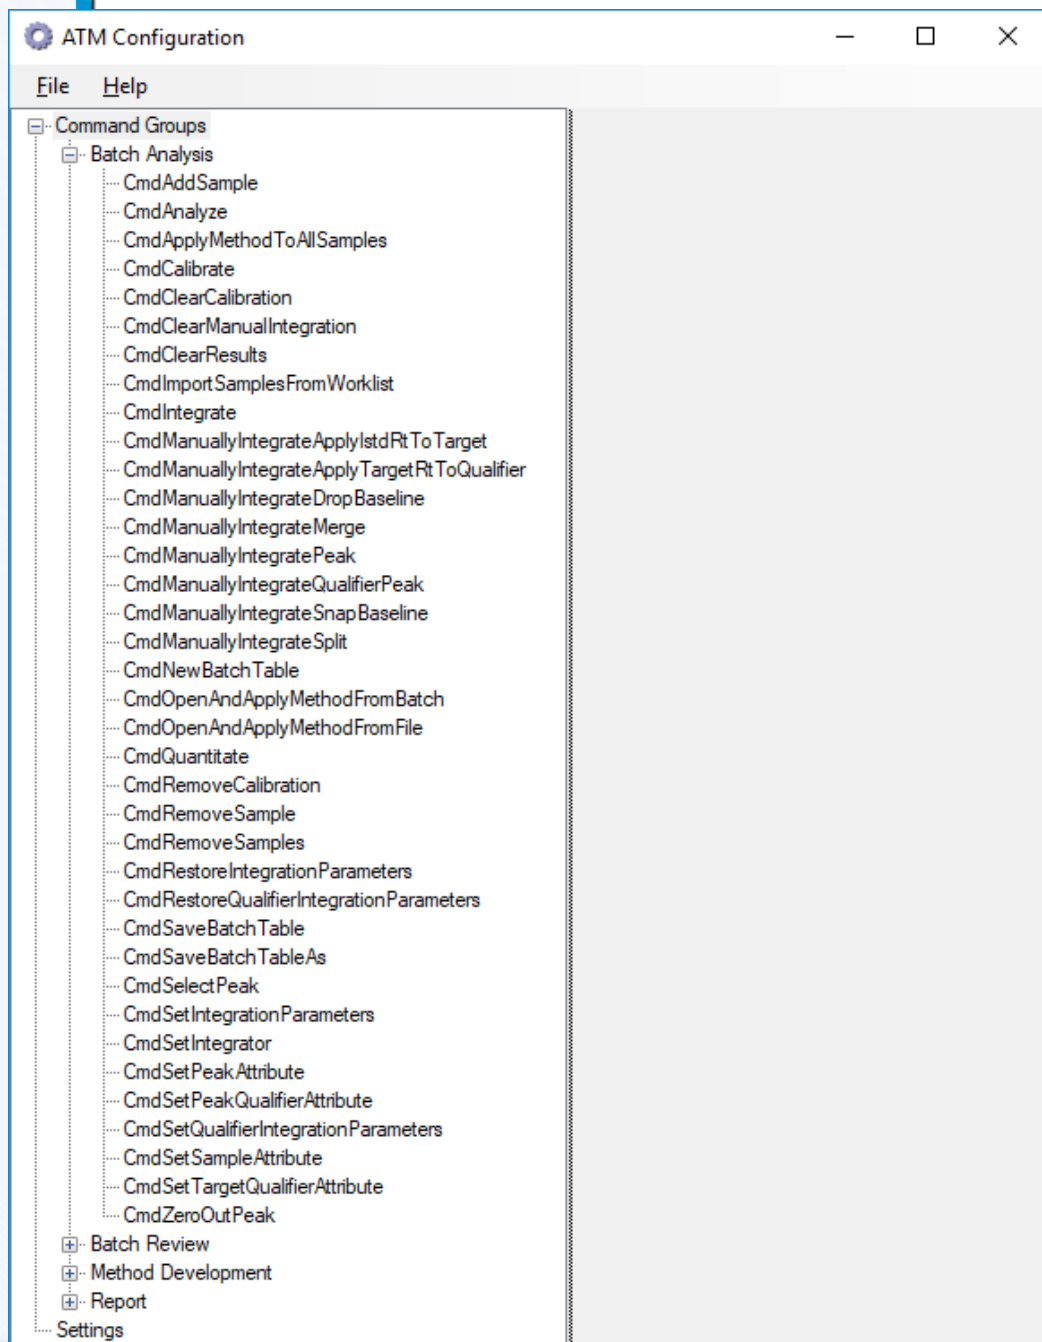 ATM Configuration
File Help
Command Groups
Batch Analysis
CmdAddSample
CmdAnalyze
CmdApplyMethodToAllSamples
CmdCalibrate
CmdClearCalibration
CmdClearManualIntegration
CmdClearResults
CmdImportSamplesFromWorklist
CmdIntegrate
CmdManuallyIntegrateApplyIstdRtToTarget
CmdManuallyIntegrateApplyTargetRtToQualifier
CmdManuallyIntegrateDropBaseline
CmdManuallyIntegrateMerge
CmdManuallyIntegratePeak
CmdManuallyIntegrateQualifierPeak
CmdManuallyIntegrateSnapBaseline
CmdManuallyIntegrateSplit
CmdNewBatchTable
CmdOpenAndApplyMethodFromBatch
CmdOpenAndApplyMethodFromFile
CmdQuantitate
CmdRemoveCalibration
CmdRemoveSample
CmdRemoveSamples
CmdRestoreIntegrationParameters
CmdRestoreQualifierIntegrationParameters
CmdSaveBatchTable
CmdSaveBatchTableAs
CmdSelectPeak
CmdSetIntegrationParameters
CmdSetIntegrator
CmdSetPeakAttribute
CmdSetPeakQualifierAttribute
CmdSetQualifierIntegrationParameters
CmdSetSampleAttribute
CmdSetTargetQualifierAttribute
CmdZeroOutPeak
Batch Review
Method Development
Report
Settings